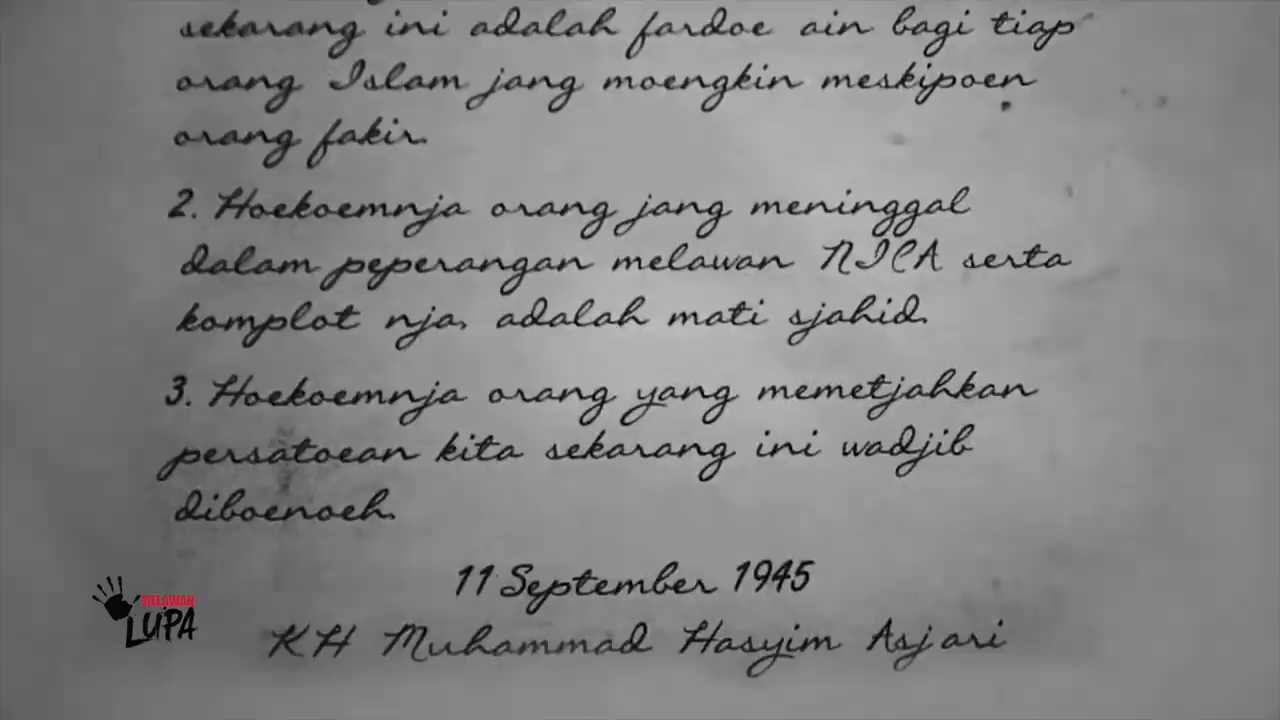 sekarang ini adalah fardoe ain bagi tiap
orang Islam jang moengkin meskipoen
orang fakir.
2. Hoekoemnja orang jang meninggal
dalam peperangan melawan NICA serta
komplot nja, adalah mati sjahid.
3. Hoekoemnja orang yang memetjahkan
persatoean kita sekarang ini wadjib
diboenoeh.
11 September 1945
KH Muhammad Hasyim Asjari
MELAWAN
LUPA